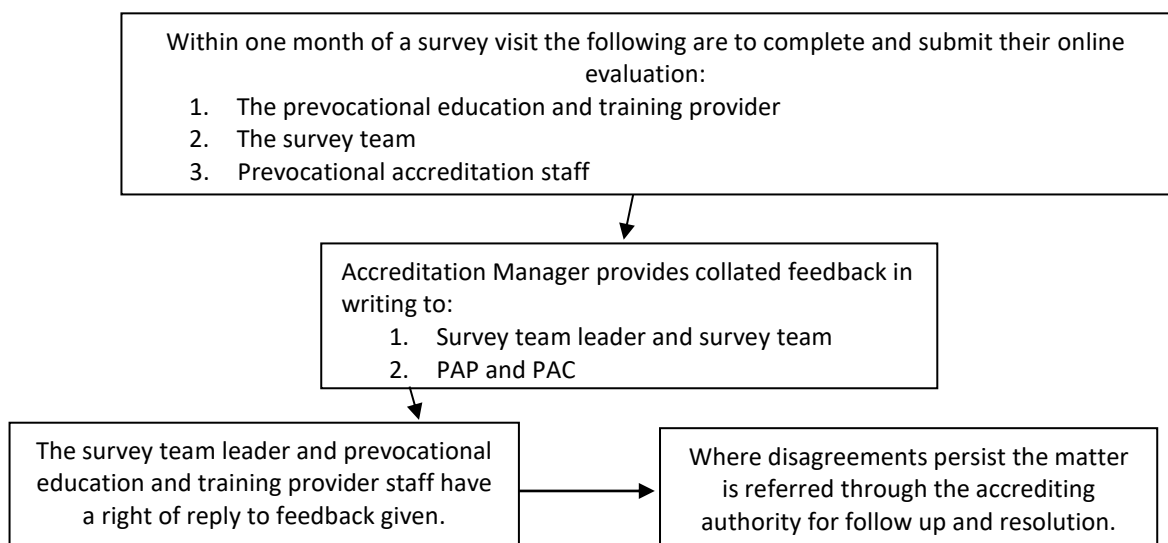 Within one month of a survey visit the following are to complete and submit their online
evaluation:
1. The prevocational education and training provider
2. The survey team
3. Prevocational accreditation staff
Accreditation Manager provides collated feedback in
writing to:
1. Survey team leader and survey team
2. PAP and PAC
The survey team leader and prevocational
education and training provider staff have
a right of reply to feedback given.
Where disagreements persist the matter
is referred through the accrediting
authority for follow up and resolution.